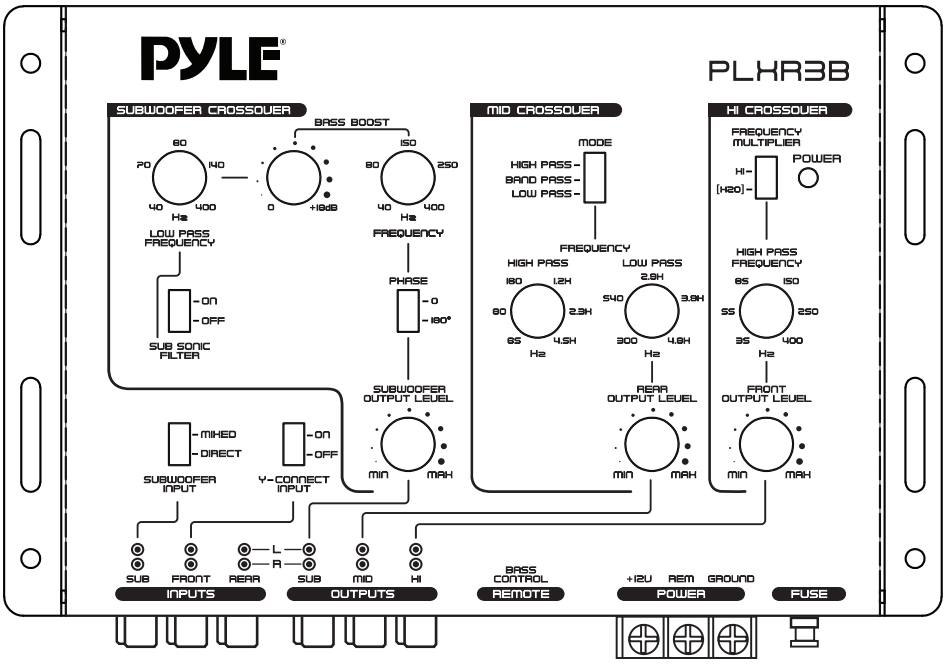 PYLE®
PLXR3B
SUBWOOFER CROSSOVER
BASS BOOST
80
70
140
40
400
Hz
LOW PASS
FREQUENCY
0
+18dB
150
80
250
40
400
Hz
FREQUENCY
ON
OFF
SUB SONIC
FILTER
PHASE
0
180°
SUBWOOFER
OUTPUT LEVEL
MIN
MAX
MIXED
DIRECT
SUBWOOFER
INPUT
ON
OFF
Y-CONNECT
INPUT
MID CROSSOVER
MODE
HIGH PASS
BAND PASS
LOW PASS
FREQUENCY
HIGH PASS
180
1.2K
80
2.3K
65
4.5K
Hz
LOW PASS
2.9K
540
3.8K
300
4.8K
Hz
REAR
OUTPUT LEVEL
MIN
MAX
HI CROSSOVER
FREQUENCY
MULTIPLIER
HI
[X20]
POWER
HIGH PASS
FREQUENCY
85
150
55
250
35
400
Hz
FRONT
OUTPUT LEVEL
MIN
MAX
L
R
SUB
FRONT
REAR
SUB
MID
HI
INPUTS
OUTPUTS
BASS
CONTROL
REMOTE
+12V
REM
GROUND
POWER
FUSE